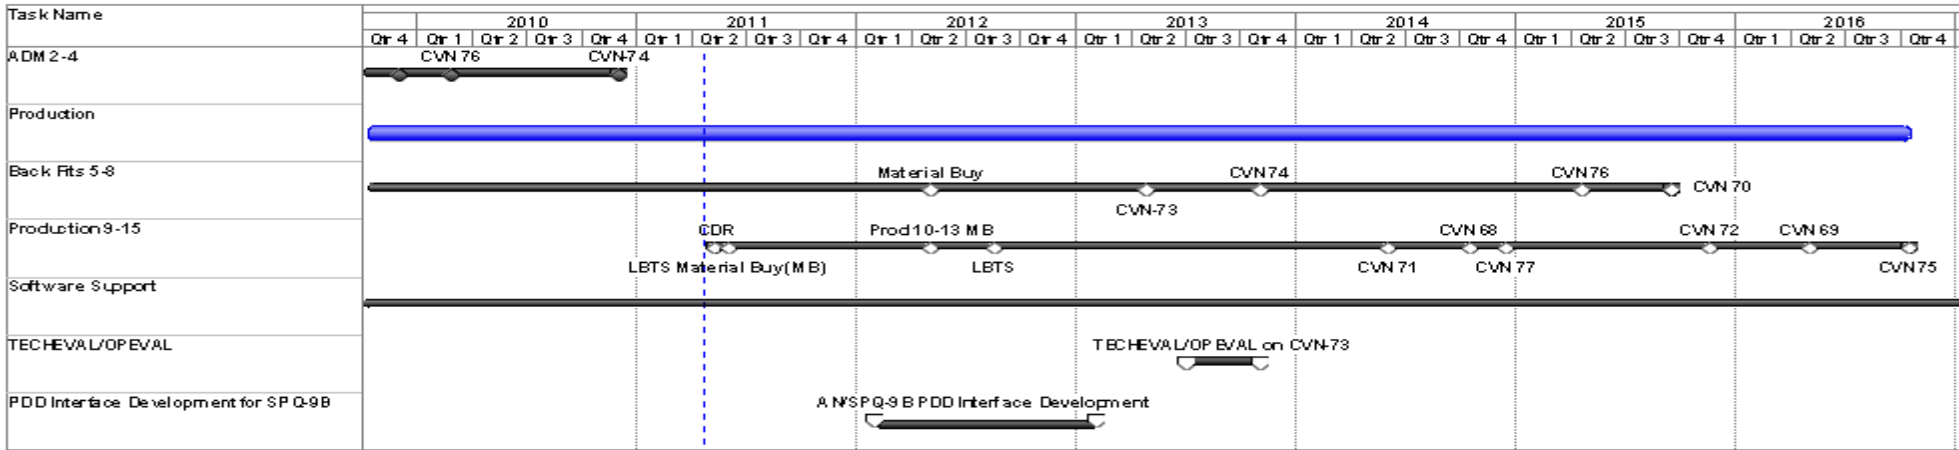 Task Name
2010 2011 2012 2013 2014 2015 2016
Qtr 4 Qtr 1 Qtr 2 Qtr 3 Qtr 4 Qtr 1 Qtr 2 Qtr 3 Qtr 4 Qtr 1 Qtr 2 Qtr 3 Qtr 4 Qtr 1 Qtr 2 Qtr 3 Qtr 4 Qtr 1 Qtr 2 Qtr 3 Qtr 4 Qtr 1 Qtr 2 Qtr 3 Qtr 4 Qtr 1 Qtr 2 Qtr 3 Qtr 4
ADM 2-4 CVN 76 CVN-74
Production
Back Fits 5-8 Material Buy CVN 74 CVN 76
CVN 70
CVN-73
Production 9-15 CDR Prod 10-13 MB CVN 68 CVN 72 CVN 69
LBTS Material Buy(MB) LBTS CVN 71 CVN 77 CVN 75
Software Support
TECHEVAL/OPEVAL TECHEVAL/OPEVAL on CVN-73
PDD Interface Development for SPQ-9B AN/SPQ-9B PDD Interface Development